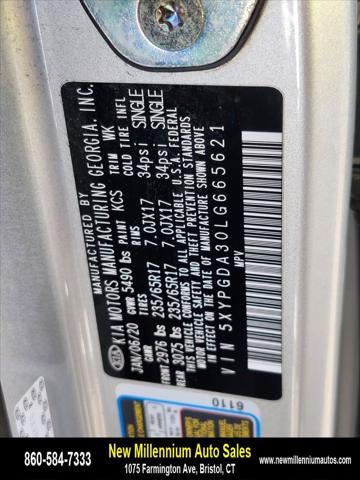 MANUFACTURED BY
KIA KIA MOTORS MANUFACTURING GEORGIA, INC.
JAN/06/20 GVWR 5490 lbs PAINT KCS TRIM WK
GAWR TIRES RIMS COLD TIRE INFL
FRONT 2976 lbs 235/65R17 7.0JX17 34psi SINGLE
REAR 3075 lbs 235/65R17 7.0JX17 34psi SINGLE
THIS VEHICLE CONFORMS TO ALL APPLICABLE U.S.A. FEDERAL
MOTOR VEHICLE SAFETY AND THEFT PREVENTION STANDARDS
IN EFFECT ON THE DATE OF MANUFACTURE SHOWN ABOVE
VIN 5XYPGDA30LG665621
MPV
6110
860-584-7333
New Millennium Auto Sales
1075 Farmington Ave, Bristol, CT
www.newmillenniumautos.com